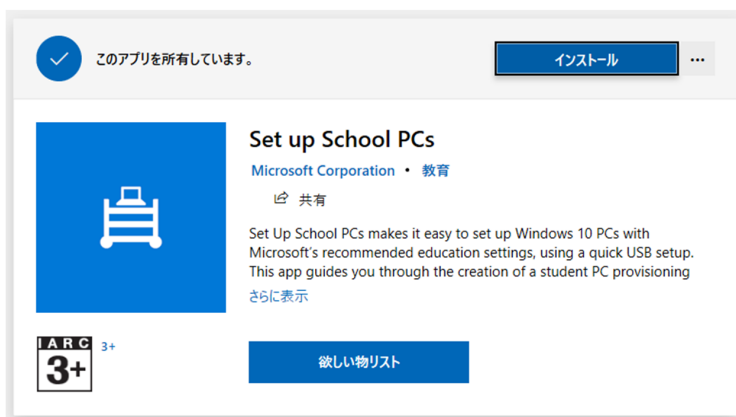 このアプリを所有しています。
インストール
...
Set up School PCs
Microsoft Corporation • 教育
共有
Set Up School PCs makes it easy to set up Windows 10 PCs with
Microsoft's recommended education settings, using a quick USB setup.
This app guides you through the creation of a student PC provisioning
さらに表示
IARC
3+
3+
欲しい物リスト